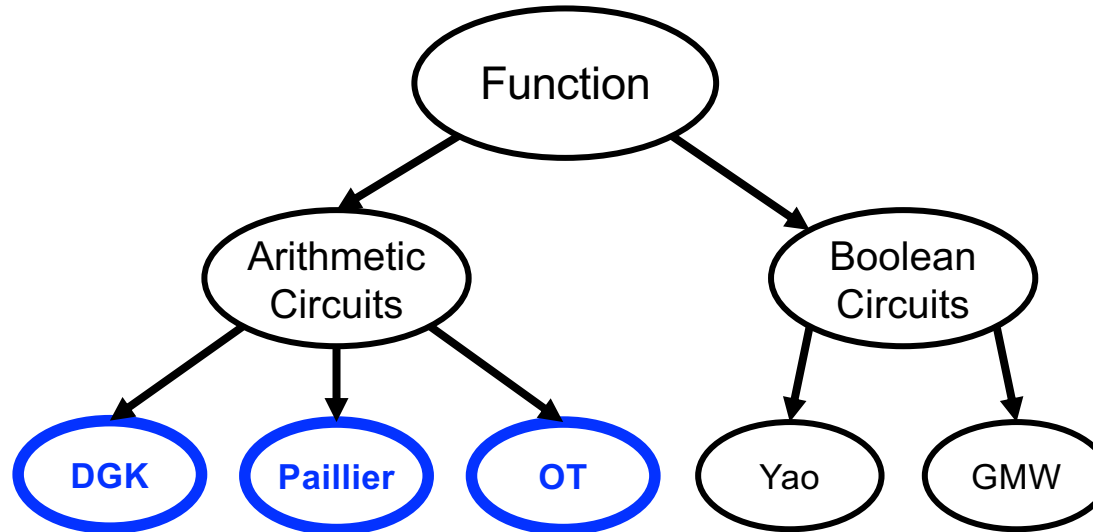 Function
Arithmetic
Circuits
Boolean
Circuits
DGK
Paillier
OT
Yao
GMW